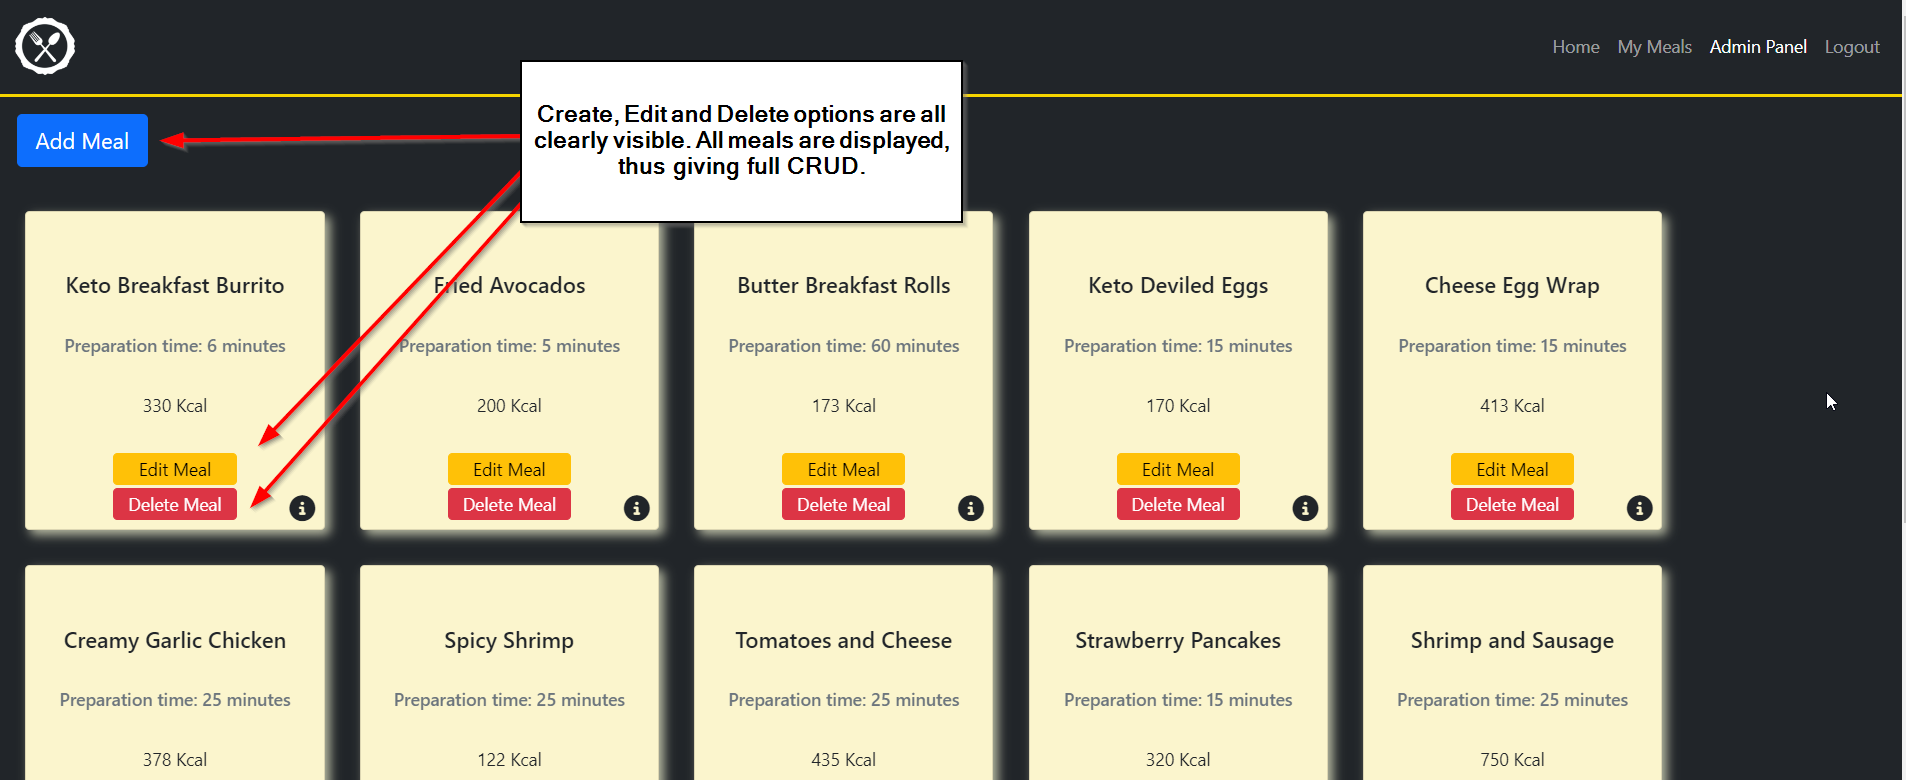 Home My Meals Admin Panel Logout
Add Meal
Create, Edit and Delete options are all
clearly visible. All meals are displayed,
thus giving full CRUD.
Keto Breakfast Burrito
Preparation time: 6 minutes
330 Kcal
Edit Meal
Delete Meal
Fried Avocados
Preparation time: 5 minutes
200 Kcal
Edit Meal
Delete Meal
Butter Breakfast Rolls
Preparation time: 60 minutes
173 Kcal
Edit Meal
Delete Meal
Keto Deviled Eggs
Preparation time: 15 minutes
170 Kcal
Edit Meal
Delete Meal
Cheese Egg Wrap
Preparation time: 15 minutes
413 Kcal
Edit Meal
Delete Meal
Creamy Garlic Chicken
Preparation time: 25 minutes
378 Kcal
Spicy Shrimp
Preparation time: 25 minutes
122 Kcal
Tomatoes and Cheese
Preparation time: 25 minutes
435 Kcal
Strawberry Pancakes
Preparation time: 15 minutes
320 Kcal
Shrimp and Sausage
Preparation time: 25 minutes
750 Kcal